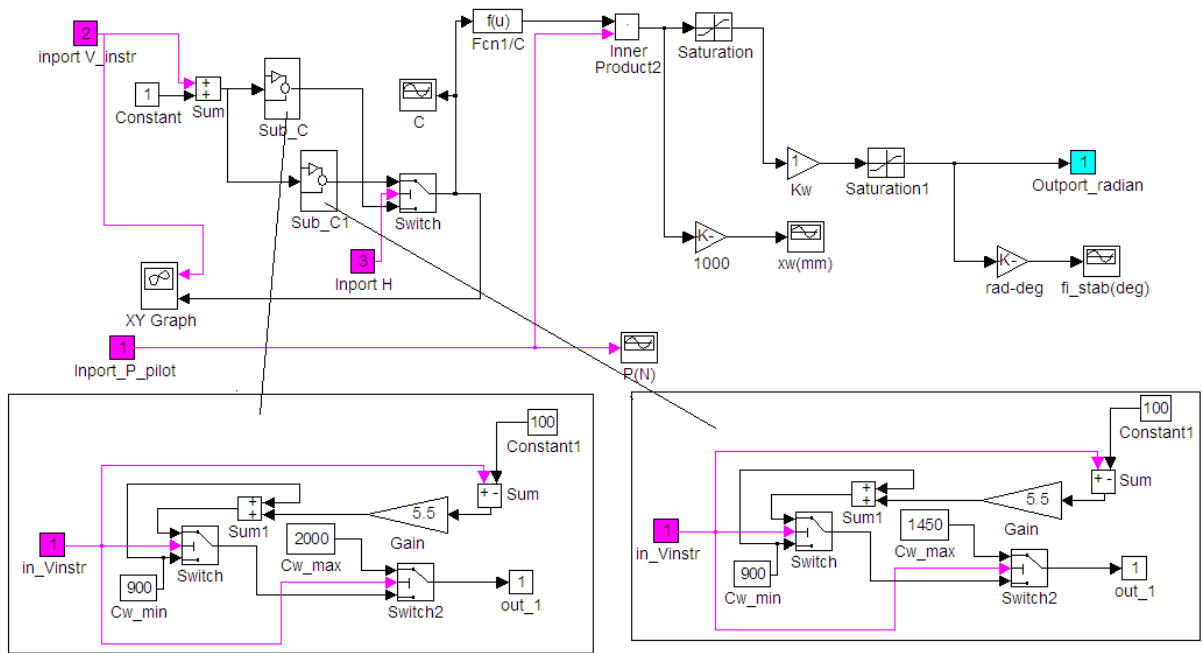 2
inport V_instr
1
Constant
+
+
Sum
Sub_C
Sub_C1
f(u)
Fcn1/C
C
Switch
3
Inport H
XY Graph
1
Inport_P_pilot
.
Inner
Product2
Saturation
1
Kw
Saturation1
1
Outport_radian
K-
1000
xw(mm)
K-
rad-deg
fi_stab(deg)
P(N)
100
Constant1
+ -
Sum
+
+
Sum1
5.5
Gain
1
in_Vinstr
Switch
2000
Cw_max
900
Cw_min
Switch2
1
out_1
100
Constant1
+ -
Sum
+
+
Sum1
5.5
Gain
1
in_Vinstr
Switch
1450
Cw_max
900
Cw_min
Switch2
1
out_1